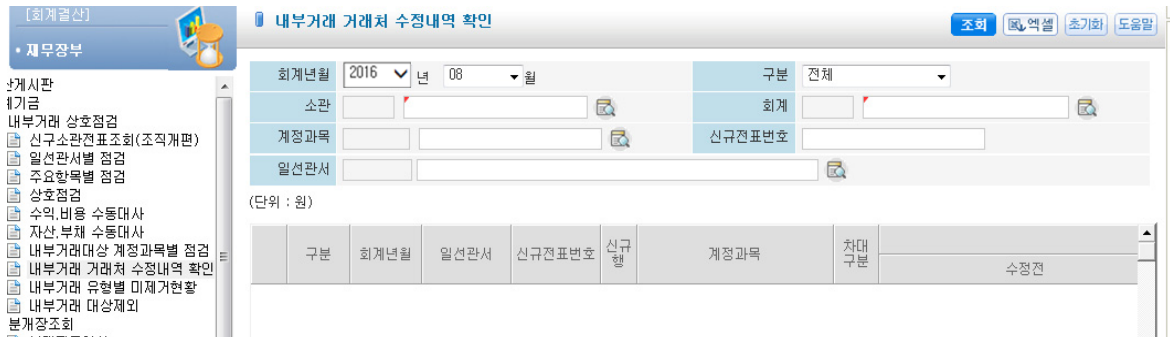 [회계결산]
• 재무장부
내부거래 상호점검
신구소관전표조회(조직개편)
일선관서별 점검
주요항목별 점검
상호점검
수익,비용 수동대사
자산,부채 수동대사
내부거래대상 계정과목별 점검
내부거래 거래처 수정내역 확인
내부거래 유형별 미제거현황
내부거래 대상제외
분개장조회
내부거래 거래처 수정내역 확인
조회 엑셀 초기화 도움말
회계년월 2016 년 08 월 구분 전체
소관 회계
계정과목 신규전표번호
일선관서
(단위 : 원)
구분 회계년월 일선관서 신규전표번호 신규행 계정과목 차대구분 수정전